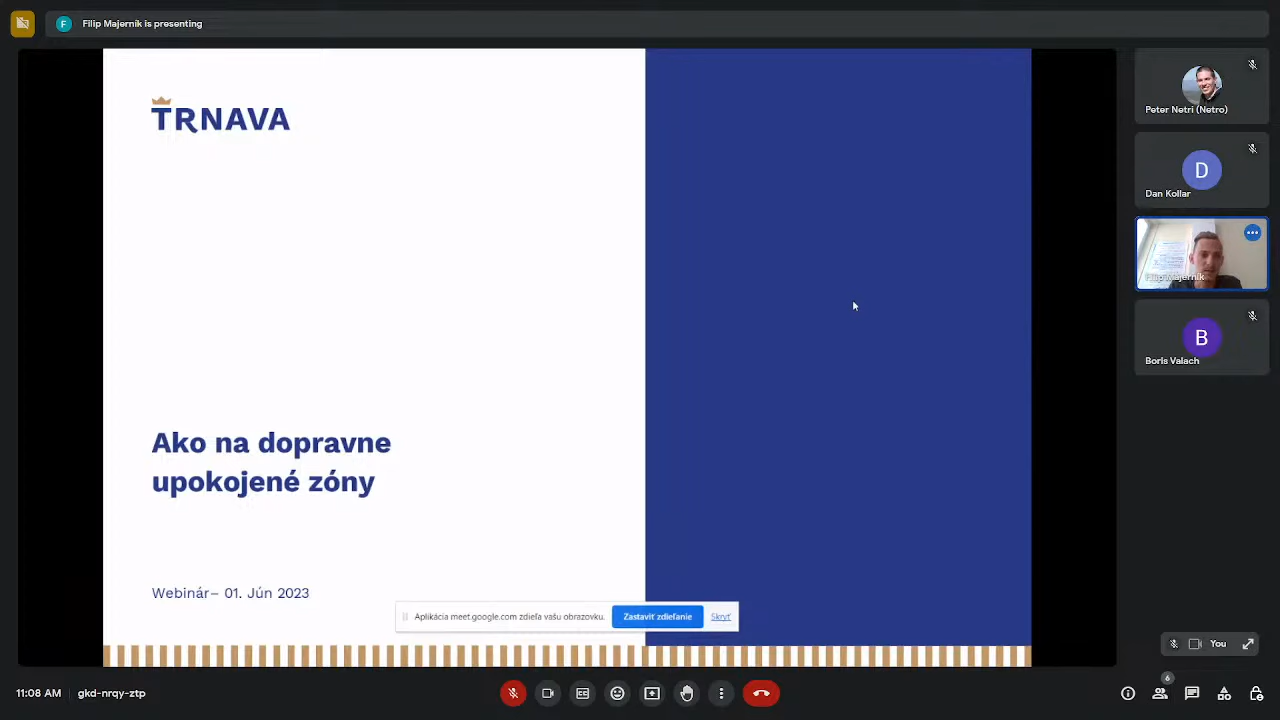 F
Filip Majerník is presenting
TRNAVA
Ako na dopravne
upokojené zóny
Webinár– 01. Jún 2023
Aplikácia meet.google.com zdieľa vašu obrazovku.
Zastaviť zdieľanie
Skryť
Peter Netri (Netro)
D
Dan Kollar
Filip Majerník
B
Boris Valach
You
11:08 AM
gkd-nrqy-ztp
6